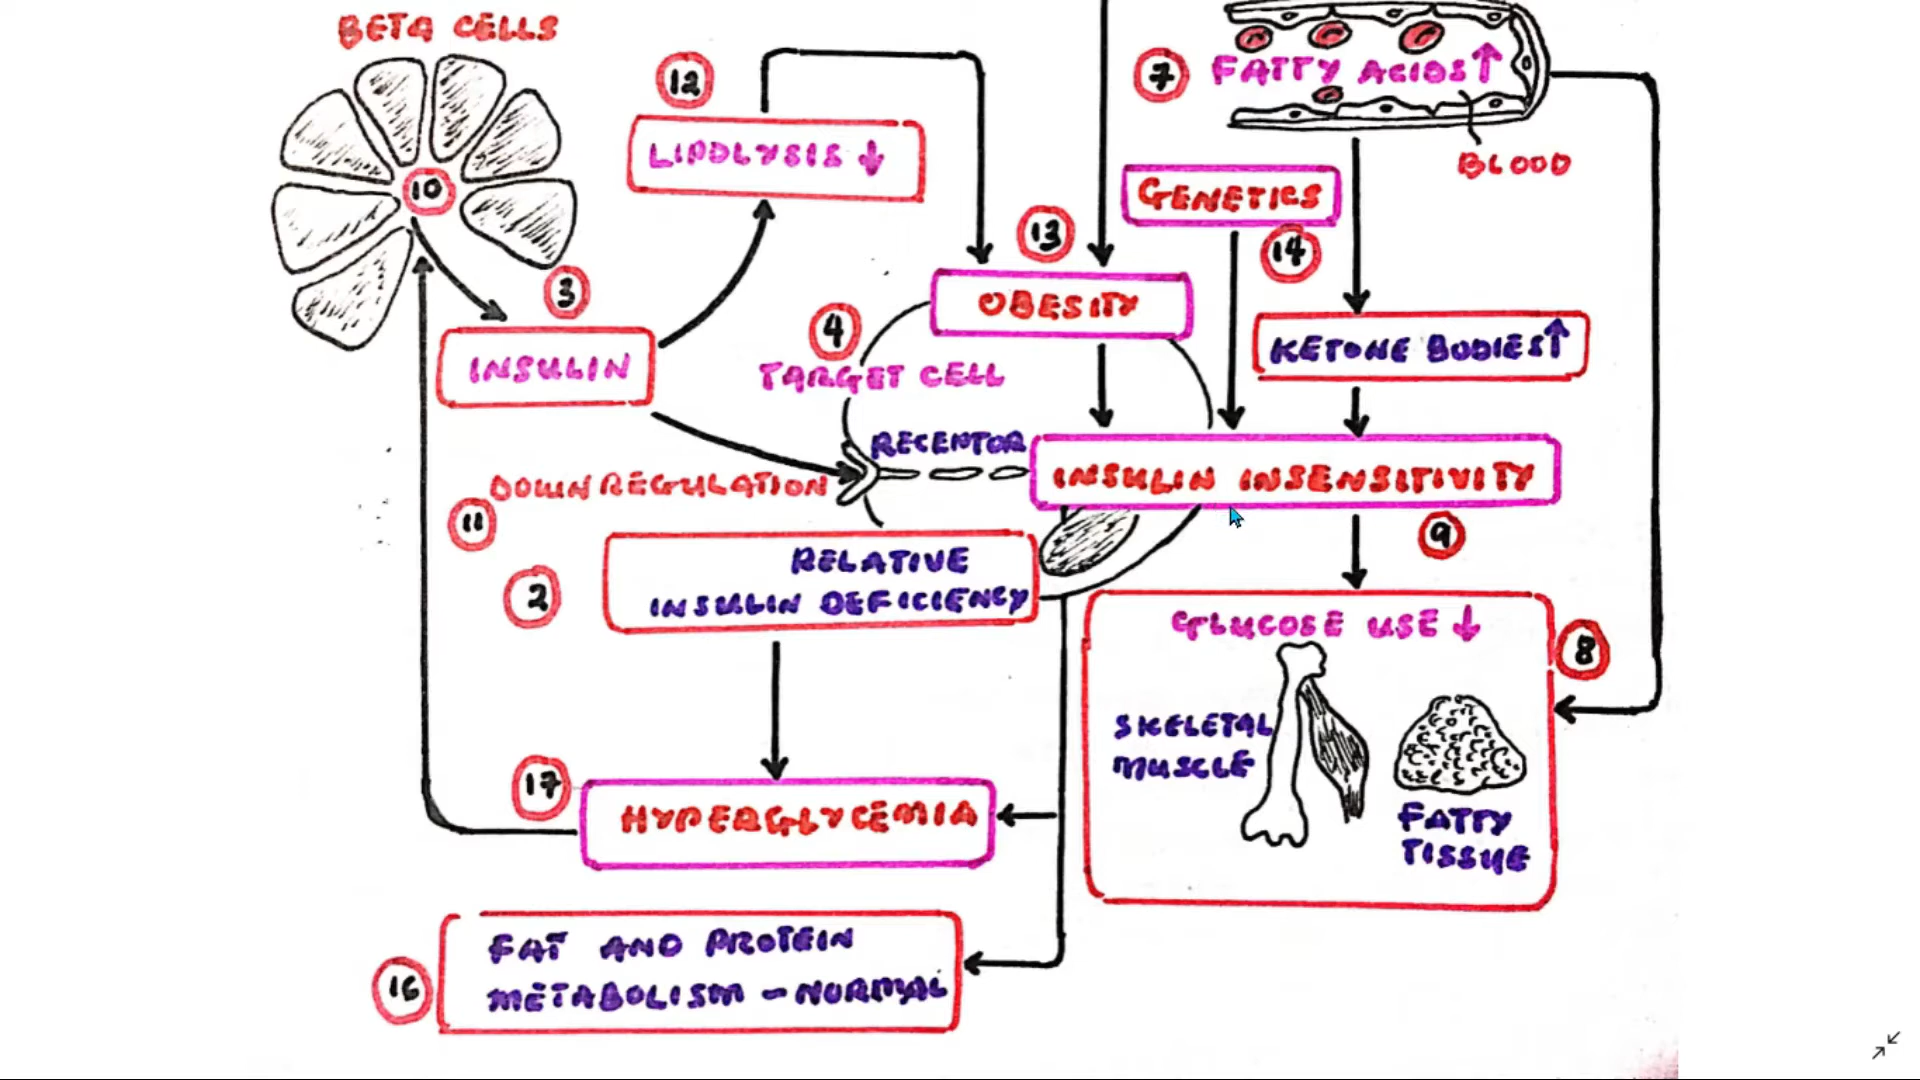 BETA CELLS
12
7
FATTY ACIDS↑
BLOOD
LIPOLYSIS ↓
10
GENETICS
13
14
3
OBESITY
4
INSULIN
TARGET CELL
KETONE BODIES↑
RECEPTOR
DOWN REGULATION
INSULIN INSENSITIVITY
11
9
2
RELATIVE
INSULIN DEFICIENCY
GLUCOSE USE ↓
8
SKELETAL
MUSCLE
17
HYPERGLYCEMIA
FATTY
TISSUE
16
FAT AND PROTEIN
METABOLISM - NORMAL